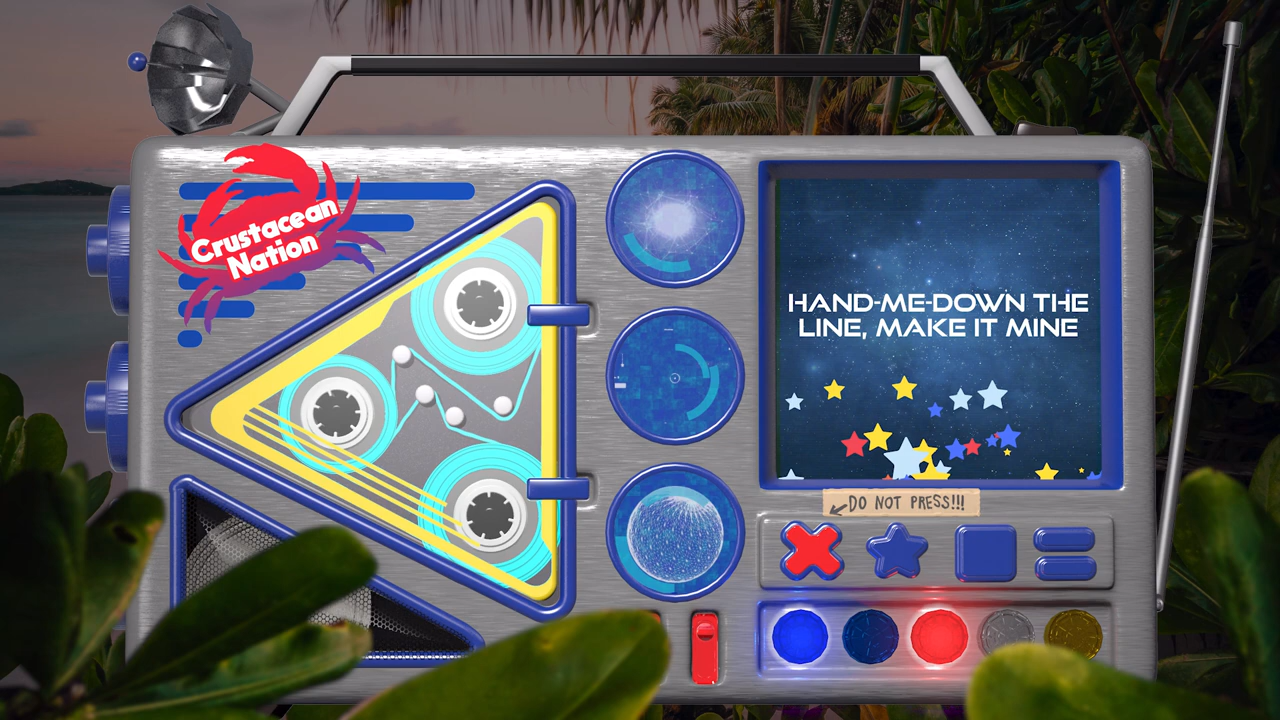 Crustacean
Nation
HAND-ME-DOWN THE
LINE, MAKE IT MINE
DO NOT PRESS!!!